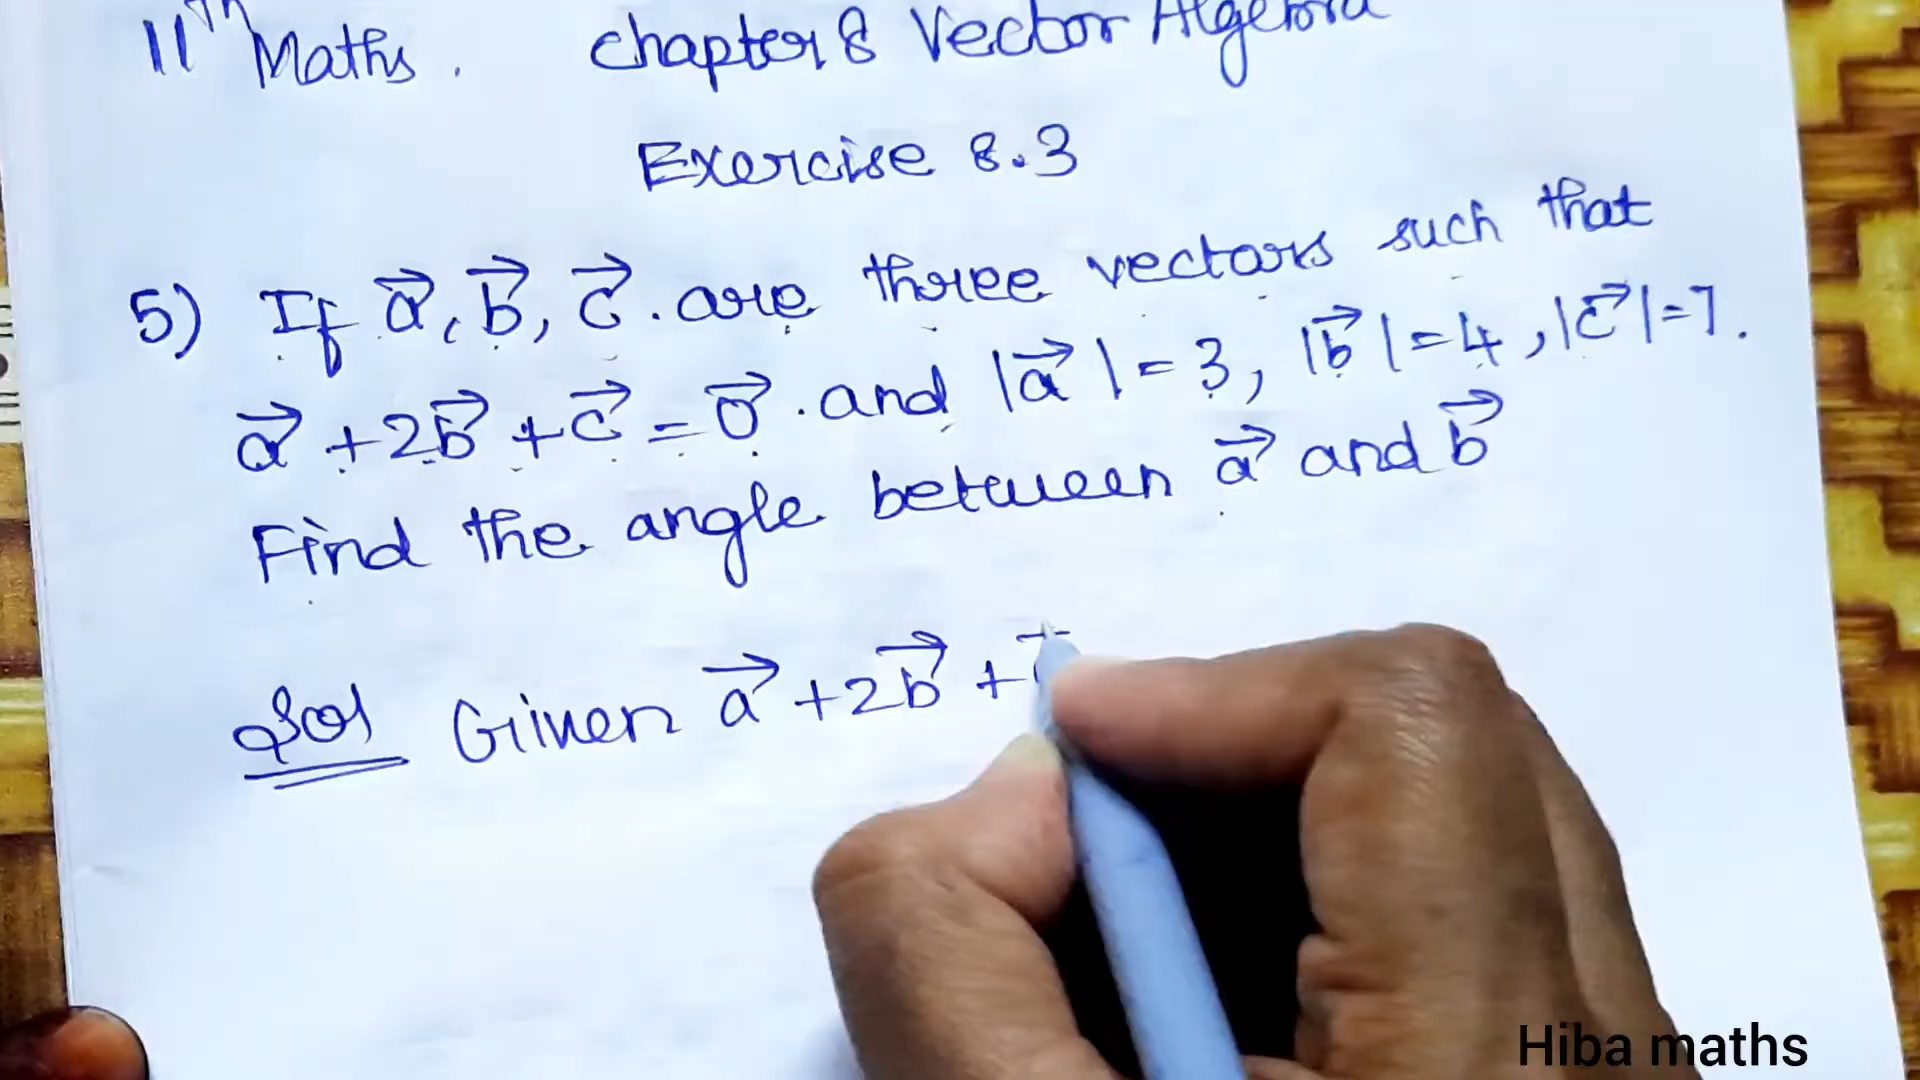 11th Maths. Chapter 8 Vector Algebra
Exercise 8.3
5) If a⃗, b⃗, c⃗. are three vectors such that
a⃗ + 2b⃗ + c⃗ = 0⃗. and |a⃗| = 3, |b⃗| = 4, |c⃗| = 7.
Find the angle between a⃗ and b⃗
Sol Given a⃗ + 2b⃗ +
Hiba maths